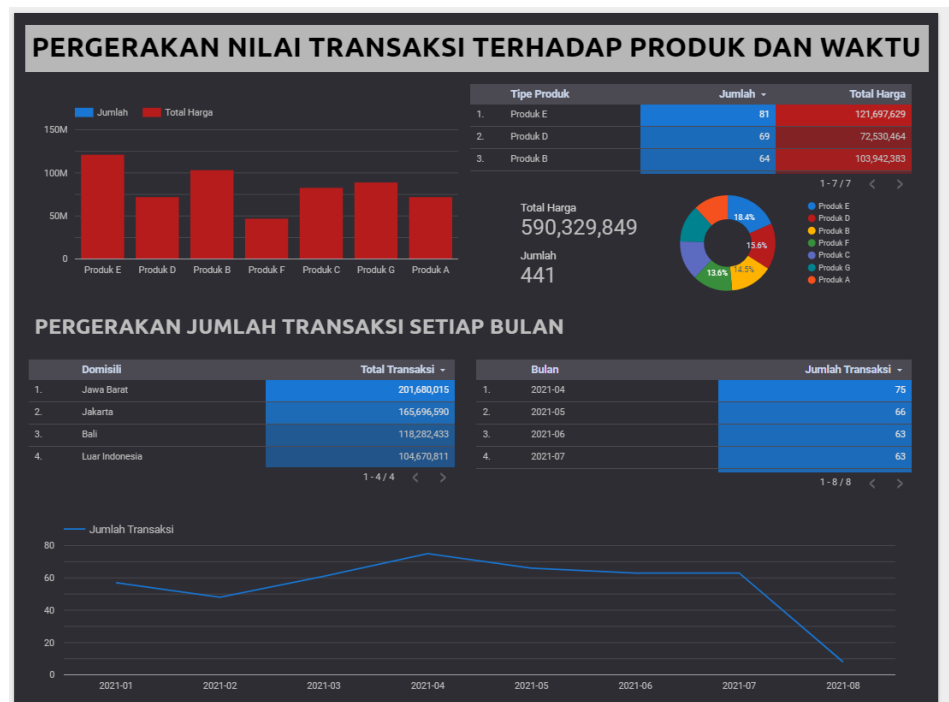 PERGERAKAN NILAI TRANSAKSI TERHADAP PRODUK DAN WAKTU
Jumlah Total Harga
150M
100M
50M
0
Produk E Produk D Produk B Produk F Produk C Produk G Produk A
Tipe Produk Jumlah Total Harga
1. Produk E 81 121,697,629
2. Produk D 69 72,530,464
3. Produk B 64 103,942,383
1 - 7 / 7
Total Harga
590,329,849
Jumlah
441
18.4%
15.6%
14.5%
13.6%
Produk E
Produk D
Produk B
Produk F
Produk C
Produk G
Produk A
PERGERAKAN JUMLAH TRANSAKSI SETIAP BULAN
Domisili Total Transaksi
1. Jawa Barat 201,680,015
2. Jakarta 165,696,590
3. Bali 118,282,433
4. Luar Indonesia 104,670,811
1 - 4 / 4
Bulan Jumlah Transaksi
1. 2021-04 75
2. 2021-05 66
3. 2021-06 63
4. 2021-07 63
1 - 8 / 8
Jumlah Transaksi
80
60
40
20
0
2021-01 2021-02 2021-03 2021-04 2021-05 2021-06 2021-07 2021-08